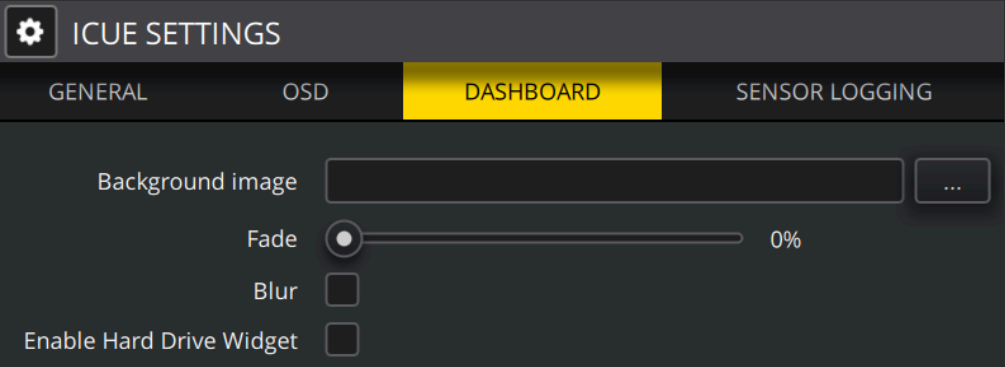 ICUE SETTINGS
GENERAL OSD DASHBOARD SENSOR LOGGING
Background image ...
Fade 0%
Blur
Enable Hard Drive Widget